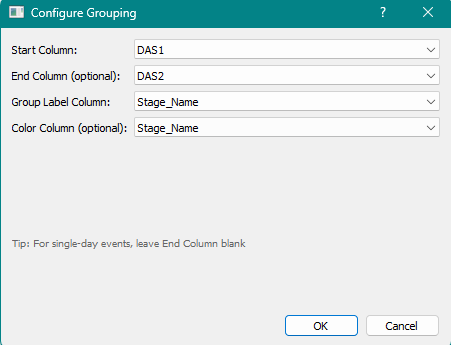 Configure Grouping
Start Column: DAS1
End Column (optional): DAS2
Group Label Column: Stage_Name
Color Column (optional): Stage_Name
Tip: For single-day events, leave End Column blank
OK Cancel